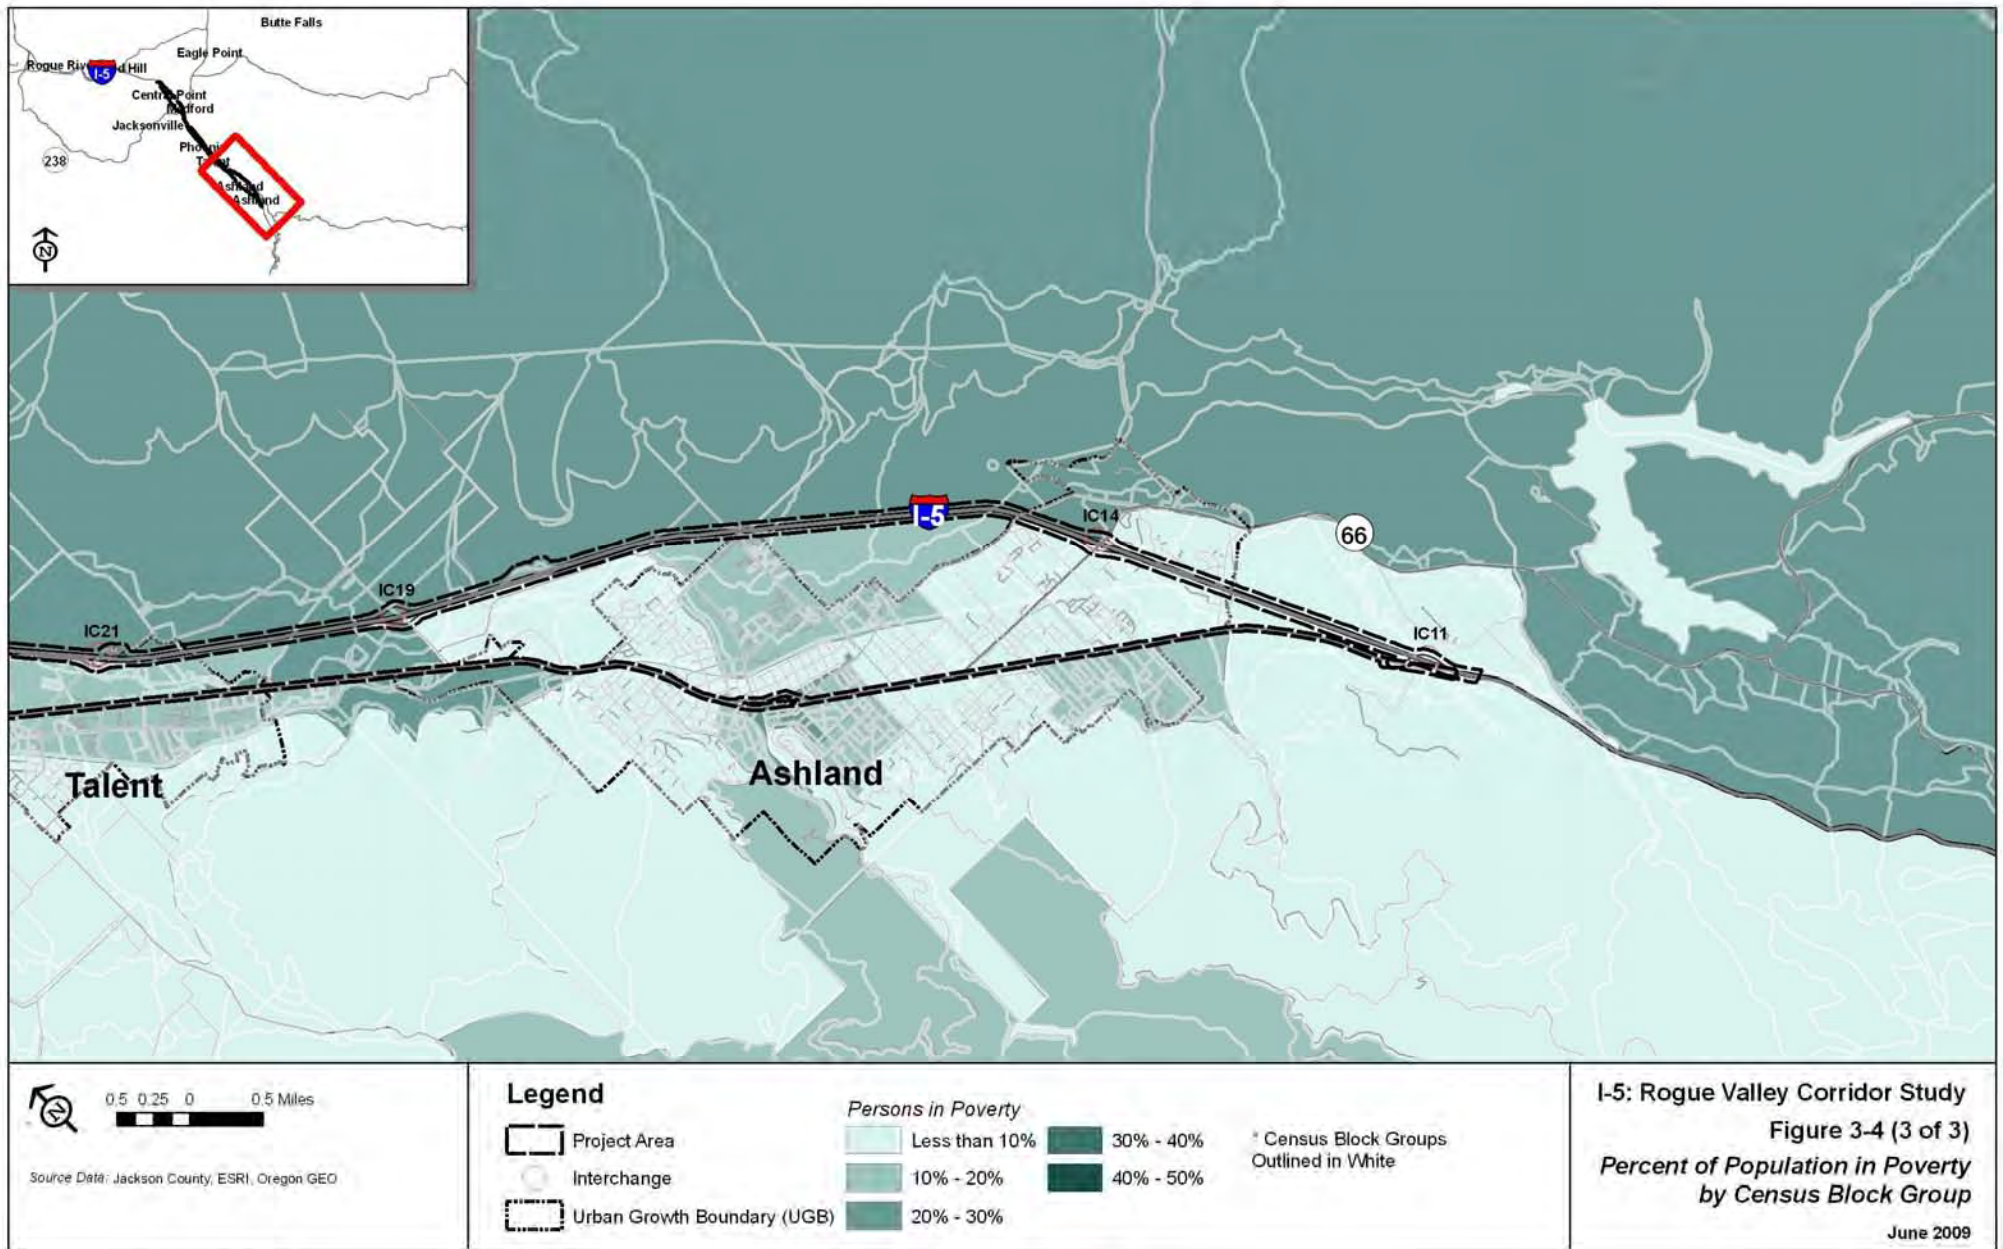 Butte Falls
Eagle Point
I-5
Central Point
Medford
Jacksonville
238
Phoenix
Talent
Ashland
Ashland
N
I-5
IC14
66
IC19
IC21
IC11
Talent
Ashland
N
0.5 0.25 0 0.5 Miles
Source Data: Jackson County, ESRI, Oregon GEO
Legend
Project Area
Interchange
Urban Growth Boundary (UGB)
Persons in Poverty
Less than 10%
10% - 20%
20% - 30%
30% - 40%
40% - 50%
* Census Block Groups
Outlined in White
I-5: Rogue Valley Corridor Study
Figure 3-4 (3 of 3)
Percent of Population in Poverty
by Census Block Group
June 2009